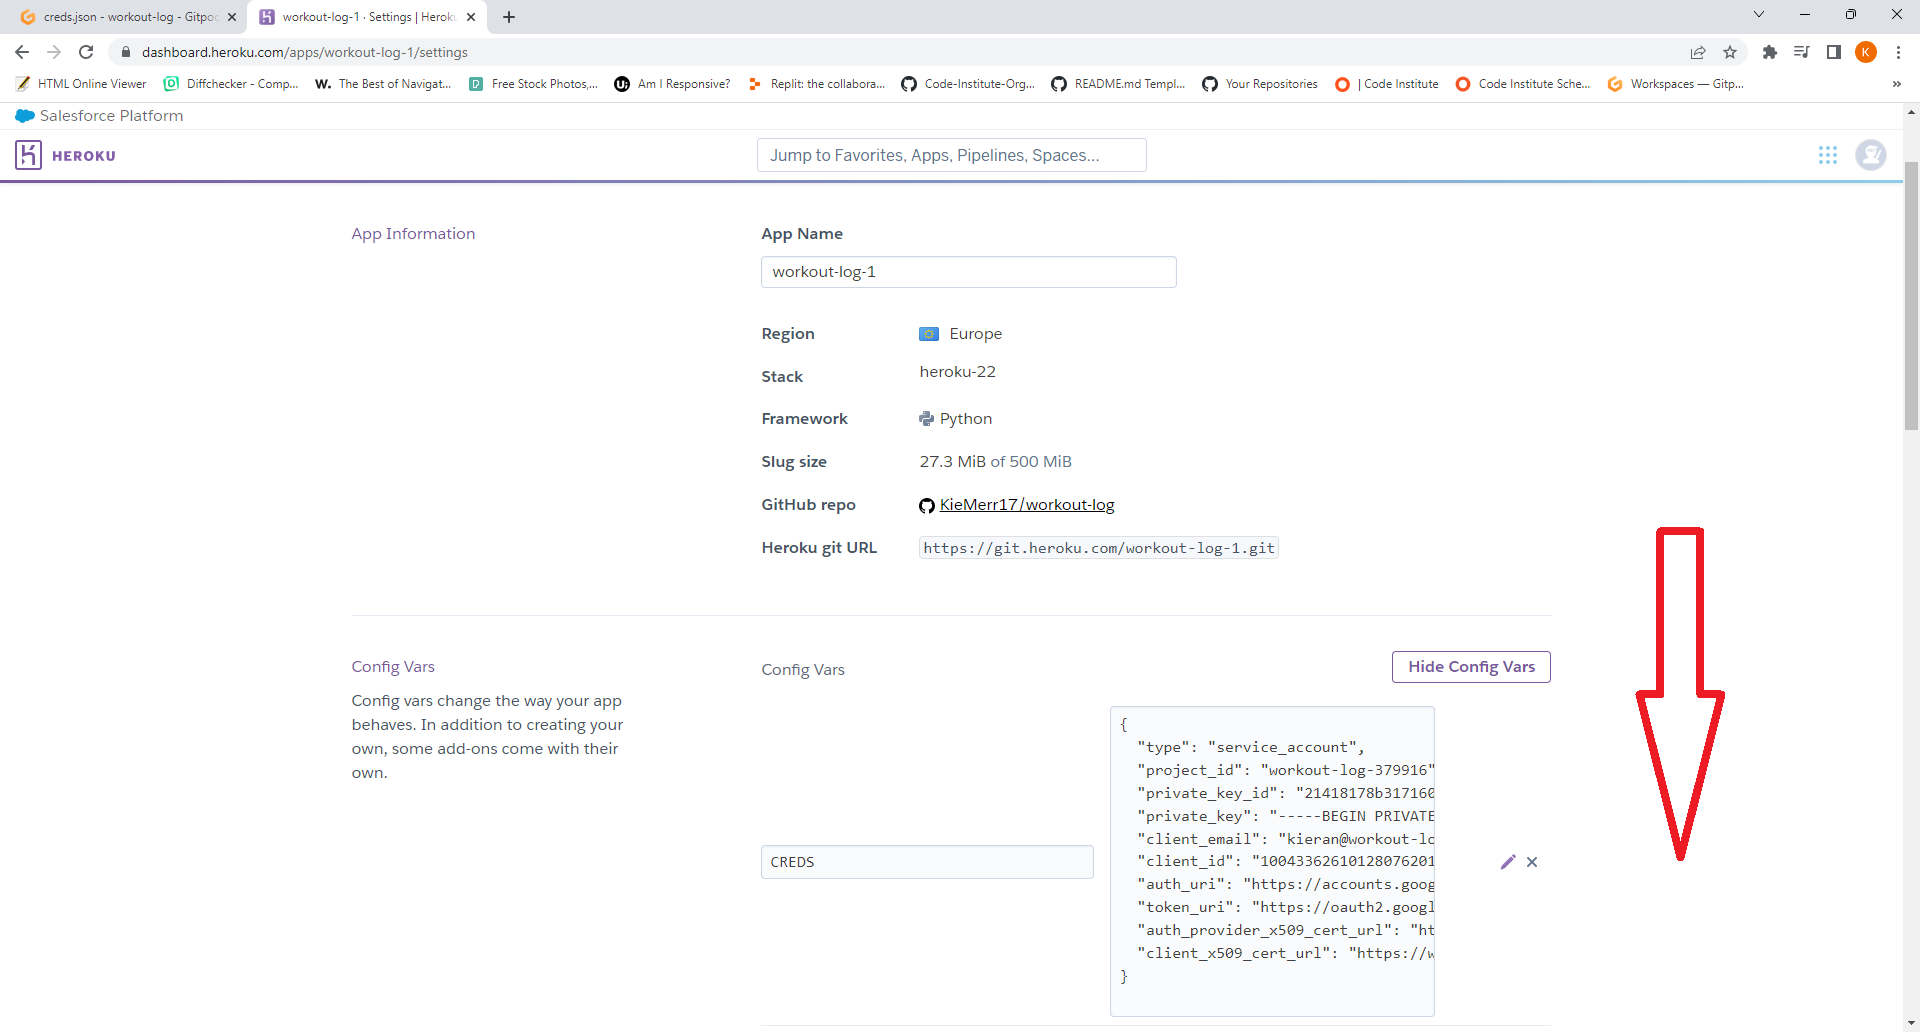 creds.json - workout-log - Gitpod
workout-log-1 · Settings | Heroku
dashboard.heroku.com/apps/workout-log-1/settings
K
HTML Online Viewer
Diffchecker - Comp...
W. The Best of Navigat...
D Free Stock Photos,...
Am I Responsive?
Replit: the collabora...
Code-Institute-Org...
README.md Templ...
Your Repositories
| Code Institute
Code Institute Sche...
Workspaces — Gitp...
»
Salesforce Platform
HEROKU
Jump to Favorites, Apps, Pipelines, Spaces...
App Information
App Name
workout-log-1
Region Europe
Stack heroku-22
Framework Python
Slug size 27.3 MiB of 500 MiB
GitHub repo KieMerr17/workout-log
Heroku git URL https://git.heroku.com/workout-log-1.git
Config Vars
Config vars change the way your app
behaves. In addition to creating your
own, some add-ons come with their
own.
Config Vars
Hide Config Vars
CREDS
{
"type": "service_account",
"project_id": "workout-log-379916"
"private_key_id": "21418178b317160
"private_key": "-----BEGIN PRIVATE
"client_email": "kieran@workout-lo
"client_id": "10043362610128076201
"auth_uri": "https://accounts.goog
"token_uri": "https://oauth2.googl
"auth_provider_x509_cert_url": "ht
"client_x509_cert_url": "https://w
}